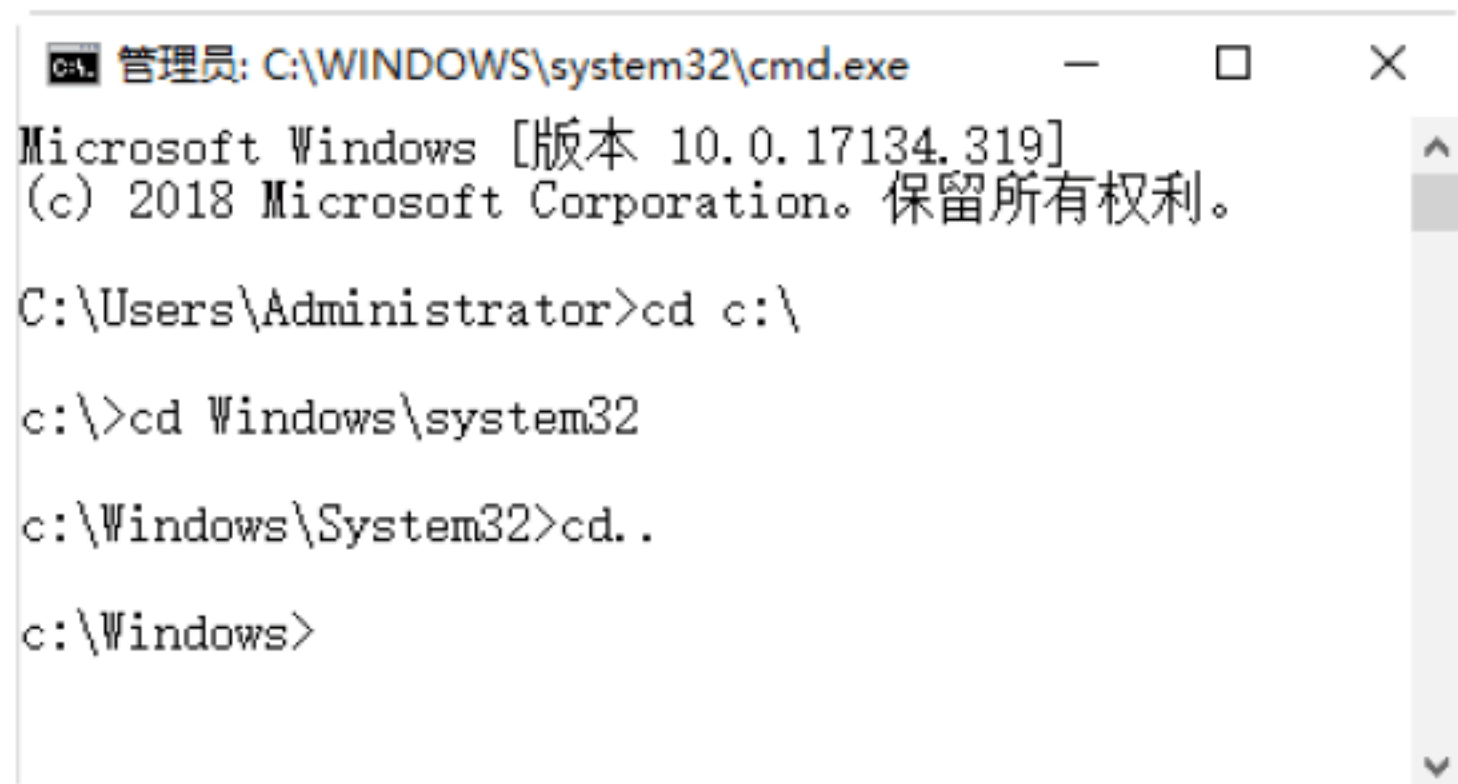 管理员: C:\WINDOWS\system32\cmd.exe
Microsoft Windows [版本 10.0.17134.319]
(c) 2018 Microsoft Corporation。保留所有权利。
C:\Users\Administrator>cd c:\
c:\>cd Windows\system32
c:\Windows\System32>cd..
c:\Windows>